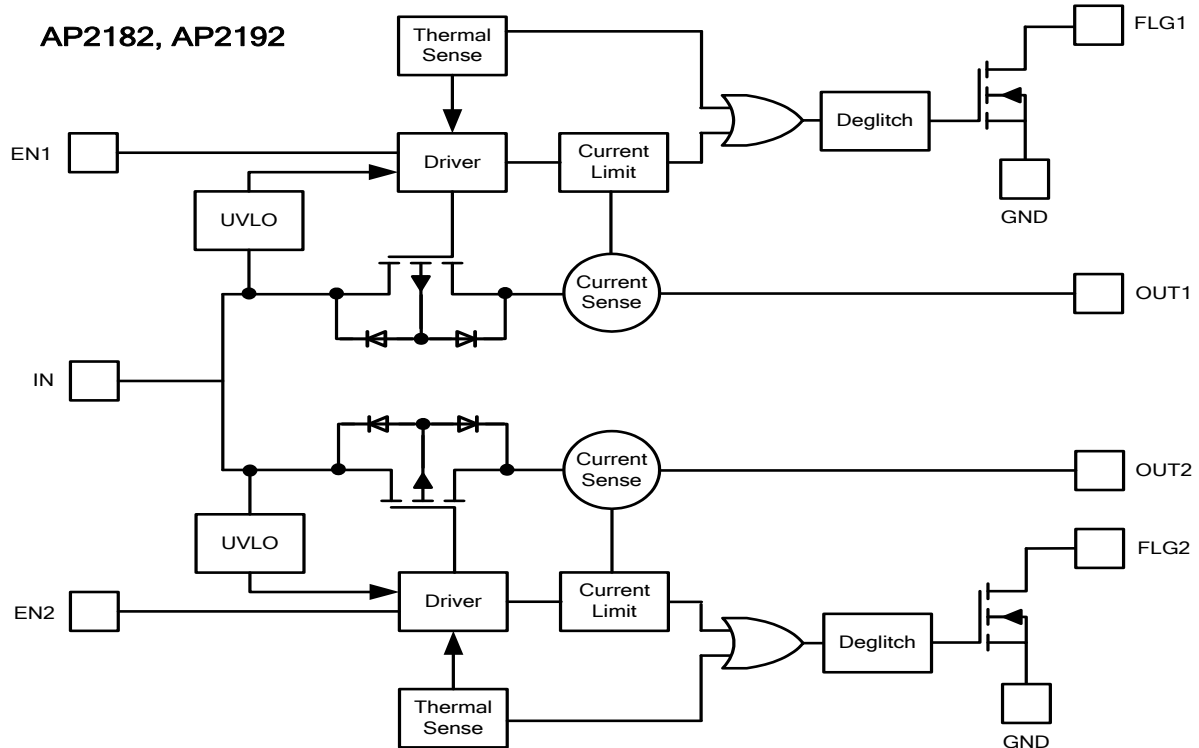 AP2182, AP2192
Thermal
Sense
FLG1
Deglitch
EN1
Driver
Current
Limit
UVLO
GND
Current
Sense
OUT1
IN
Current
Sense
OUT2
UVLO
FLG2
EN2
Driver
Current
Limit
Deglitch
Thermal
Sense
GND